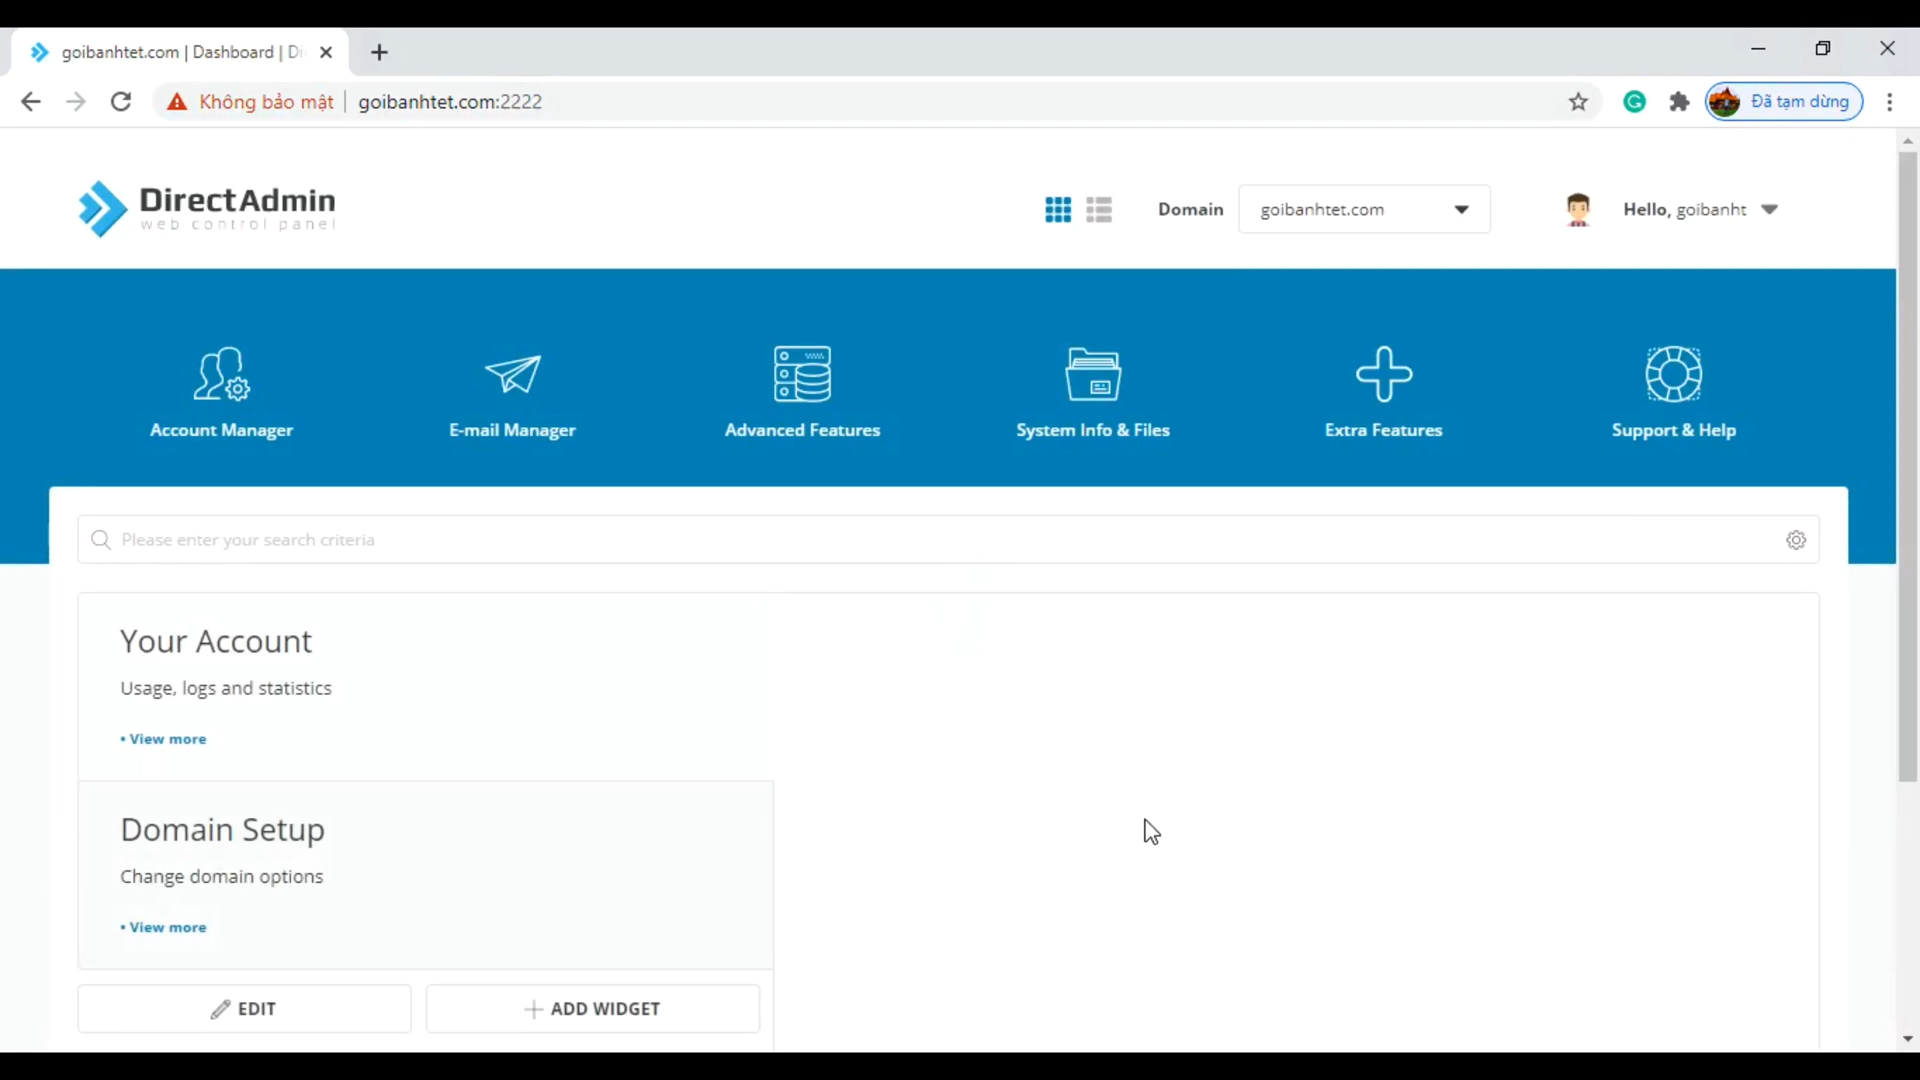 goibanhtet.com | Dashboard | Di
Không bảo mật | goibanhtet.com:2222
Đã tạm dừng
DirectAdmin
web control panel
Domain
goibanhtet.com
Hello, goibanht
Account Manager
E-mail Manager
Advanced Features
System Info & Files
Extra Features
Support & Help
Please enter your search criteria
Your Account
Usage, logs and statistics
• View more
Domain Setup
Change domain options
• View more
EDIT
ADD WIDGET